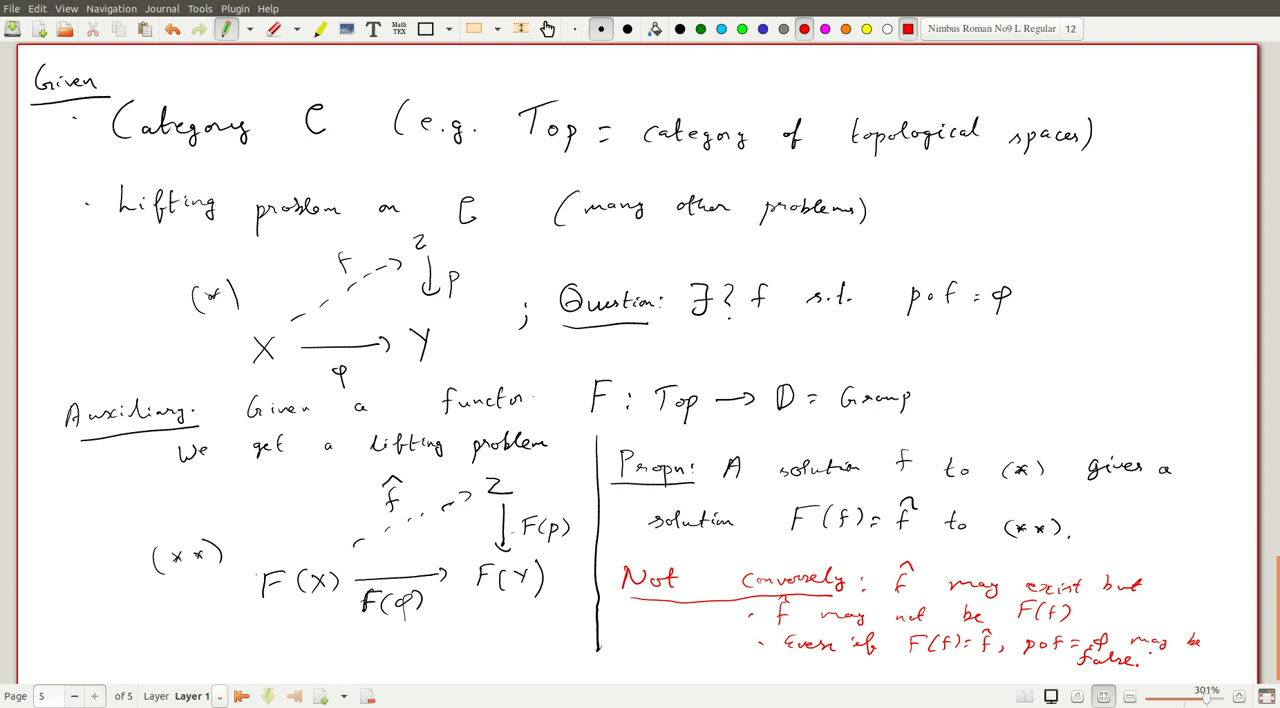 File Edit View Navigation Journal Tools Plugin Help
T Math TEX Nimbus Roman No9 L Regular 12
Given
· Category C (e.g. Top = category of topological spaces)
· Lifting problem on C (many other problems)
(*)
f
Z
p
X
φ
Y
; Question: ∃? f s.t. p∘f = φ
Auxiliary. Given a functor. F : Top → D = Group
We get a lifting problem
(**)
f̂
Z
F(p)
F(X)
F(φ)
F(Y)
Propn: A solution f to (*) gives a
solution F(f) = f̂ to (**).
Not Conversely: f̂ may exist but
· f̂ may not be F(f)
· Even if F(f) = f̂, p∘f = φ may be
false.
Page 5 − + of 5 Layer Layer 1 301%